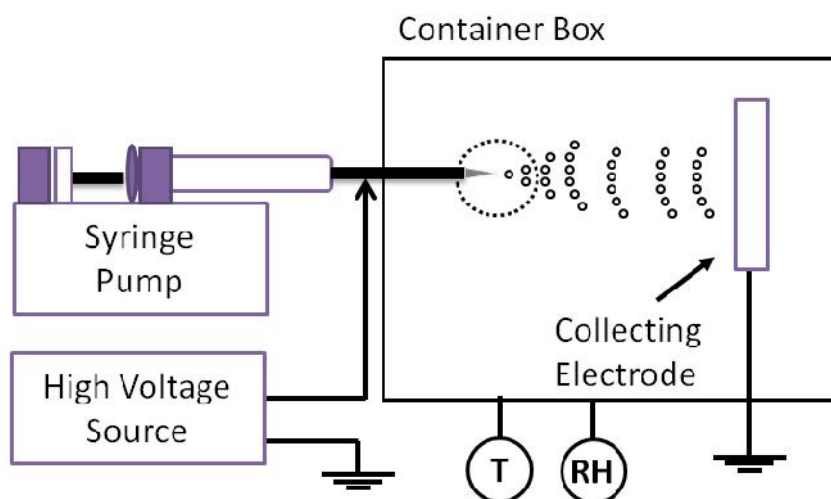 Container Box
Syringe
Pump
Collecting
Electrode
High Voltage
Source
T
RH